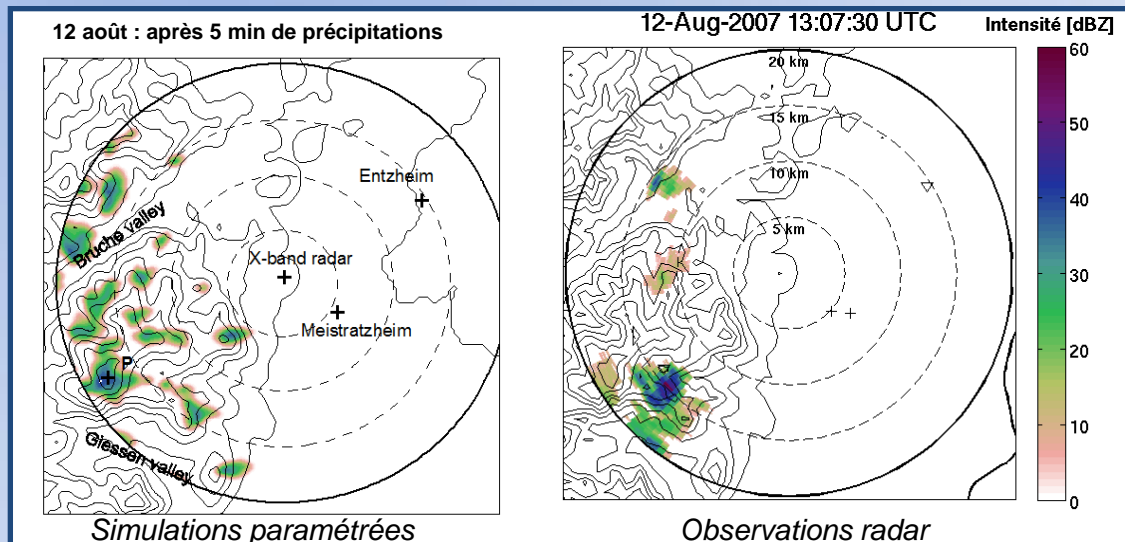 12 août : après 5 min de précipitations
Entzheim
Bruche valley
X-band radar
Meistratzheim
P
Giessen valley
Simulations paramétrées
12-Aug-2007 13:07:30 UTC
Intensité [dBZ]
20 km
15 km
10 km
5 km
60
50
40
30
20
10
0
Observations radar